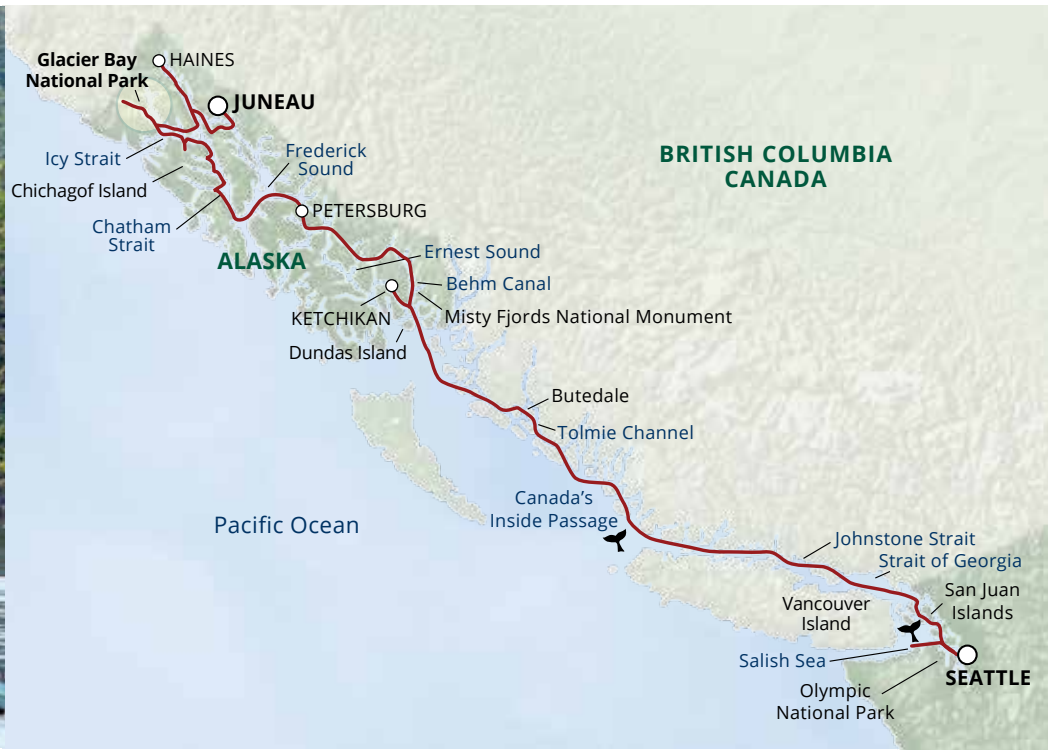 Glacier Bay
National Park
HAINES
JUNEAU
Icy Strait
Chichagof Island
Frederick
Sound
BRITISH COLUMBIA
CANADA
Chatham
Strait
PETERSBURG
ALASKA
Ernest Sound
Behm Canal
KETCHIKAN
Misty Fjords National Monument
Dundas Island
Butedale
Tolmie Channel
Canada’s
Inside Passage
Pacific Ocean
Johnstone Strait
Strait of Georgia
San Juan
Islands
Vancouver
Island
Salish Sea
SEATTLE
Olympic
National Park